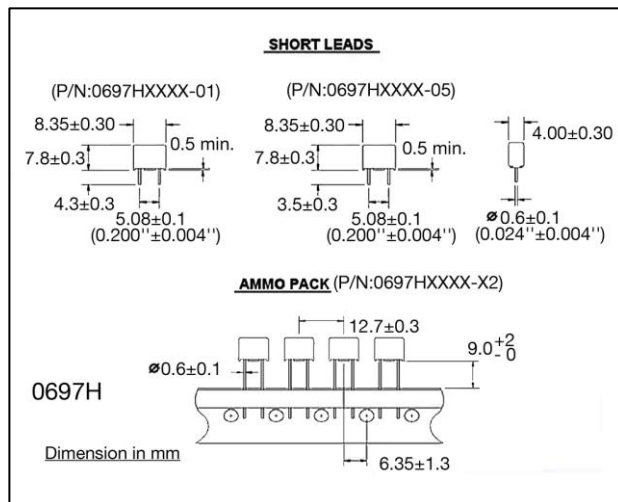 SHORT LEADS
(P/N:0697HXXXX-01)
(P/N:0697HXXXX-05)
8.35±0.30
0.5 min.
7.8±0.3
4.3±0.3
5.08±0.1
(0.200''±0.004'')
8.35±0.30
0.5 min.
7.8±0.3
3.5±0.3
5.08±0.1
(0.200''±0.004'')
4.00±0.30
ø0.6±0.1
(0.024''±0.004'')
AMMO PACK (P/N:0697HXXXX-X2)
12.7±0.3
9.0+2-0
ø0.6±0.1
0697H
Dimension in mm
6.35±1.3